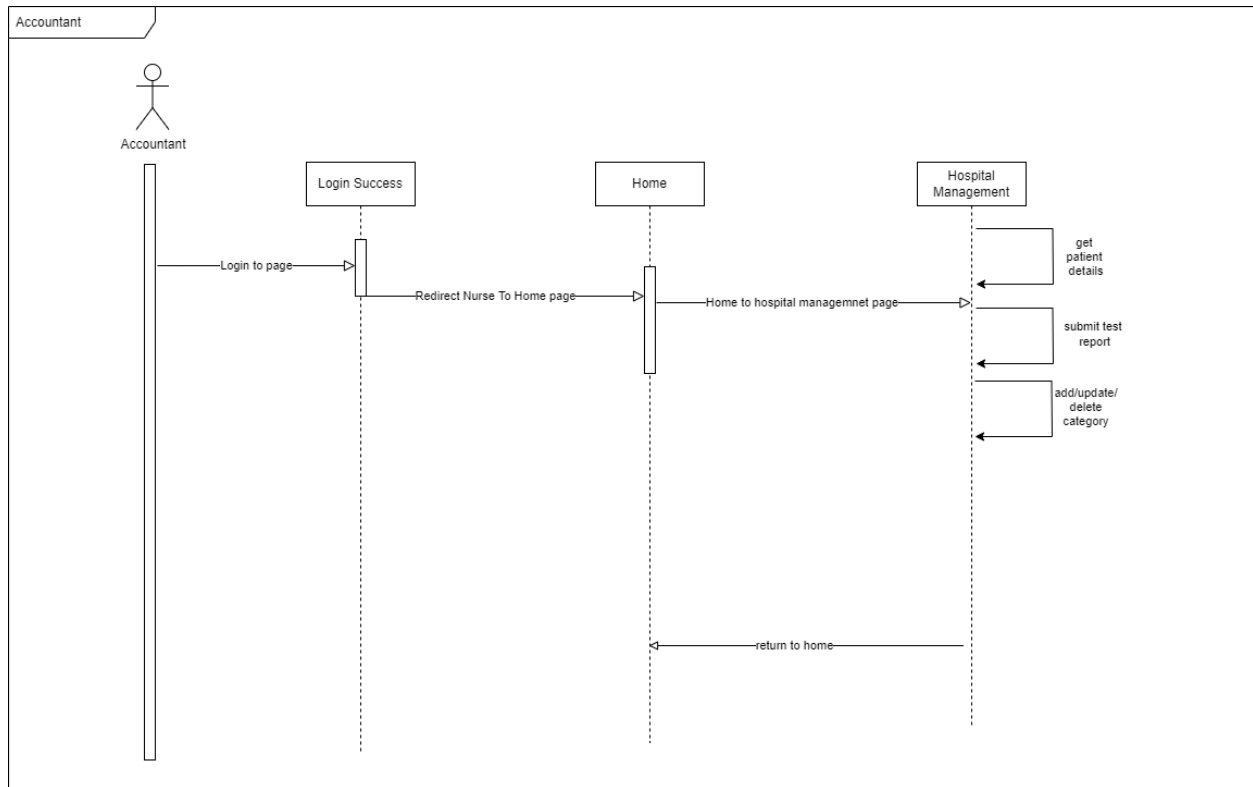 Accountant
Accountant
Login Success
Home
Hospital
Management
get
patient
details
Login to page
Redirect Nurse To Home page
Home to hospital managemnet page
submit test
report
add/update/
delete
category
return to home